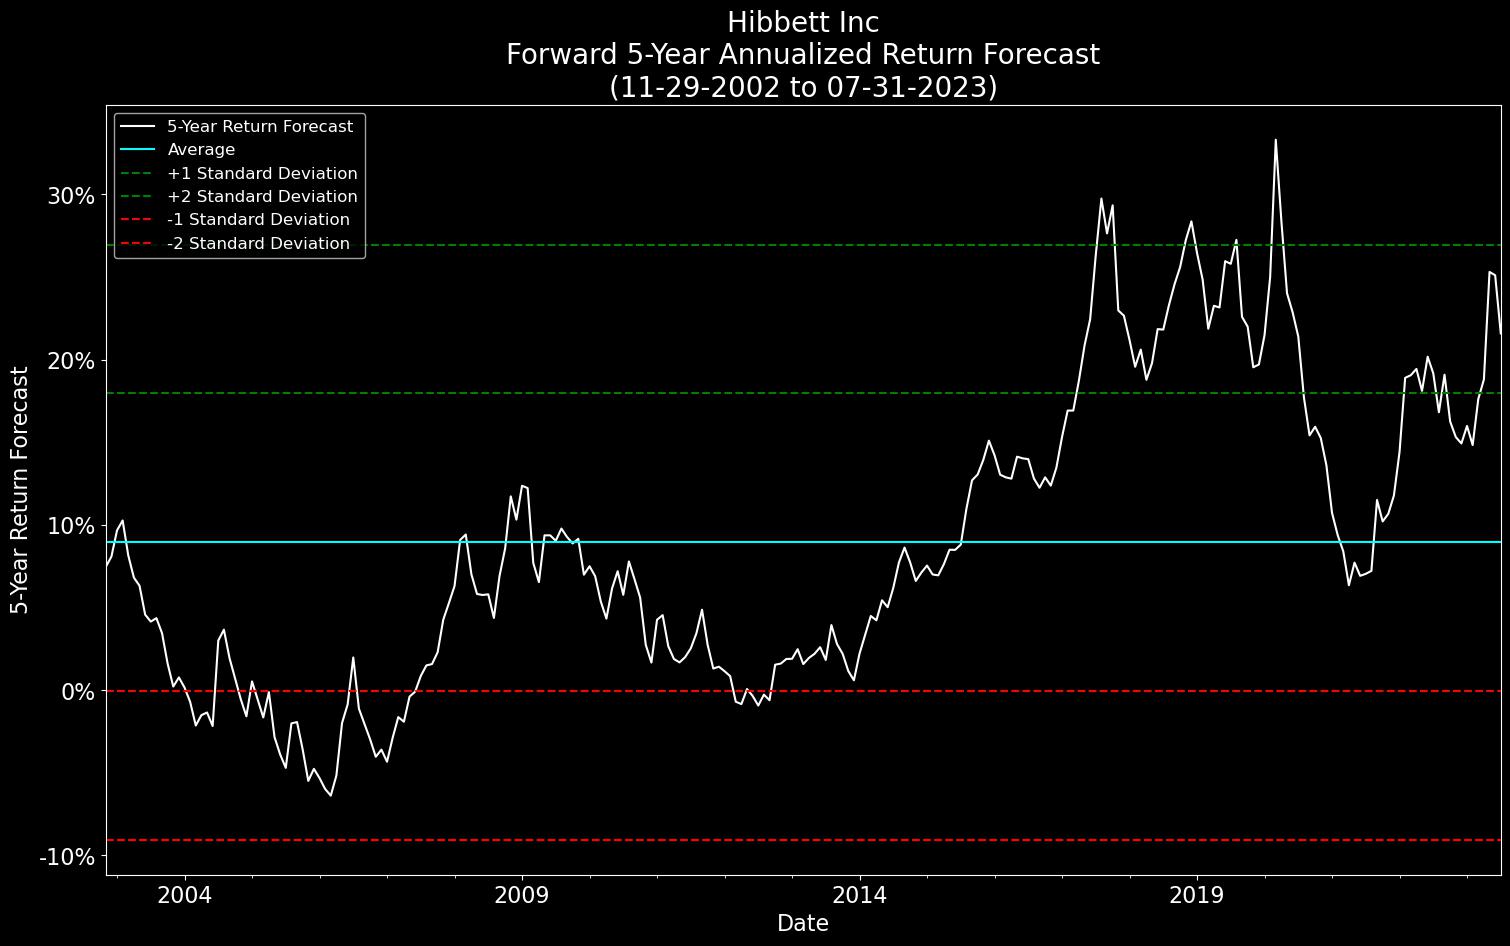 Hibbett Inc
Forward 5-Year Annualized Return Forecast
(11-29-2002 to 07-31-2023)
5-Year Return Forecast
Average
+1 Standard Deviation
+2 Standard Deviation
-1 Standard Deviation
-2 Standard Deviation
30%
20%
10%
0%
-10%
5-Year Return Forecast
2004
2009
2014
2019
Date